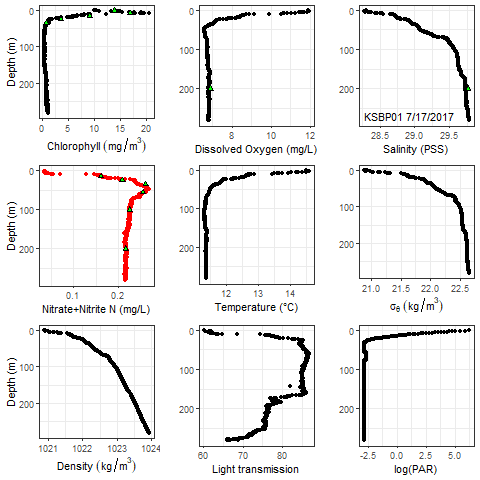 Depth (m)
0
100
200
0 5 10 15 20
Chlorophyll (mg/m³)
0
100
200
8 10 12
Dissolved Oxygen (mg/L)
0
100
200
KSBP01 7/17/2017
28.5 29.0 29.5
Salinity (PSS)
Depth (m)
0
100
200
0.1 0.2
Nitrate+Nitrite N (mg/L)
0
100
200
12 13 14
Temperature (°C)
0
100
200
21.0 21.5 22.0 22.5
σθ (kg/m³)
Depth (m)
0
100
200
1021 1022 1023 1024
Density (kg/m³)
0
100
200
60 70 80
Light transmission
0
100
200
-2.5 0.0 2.5 5.0
log(PAR)